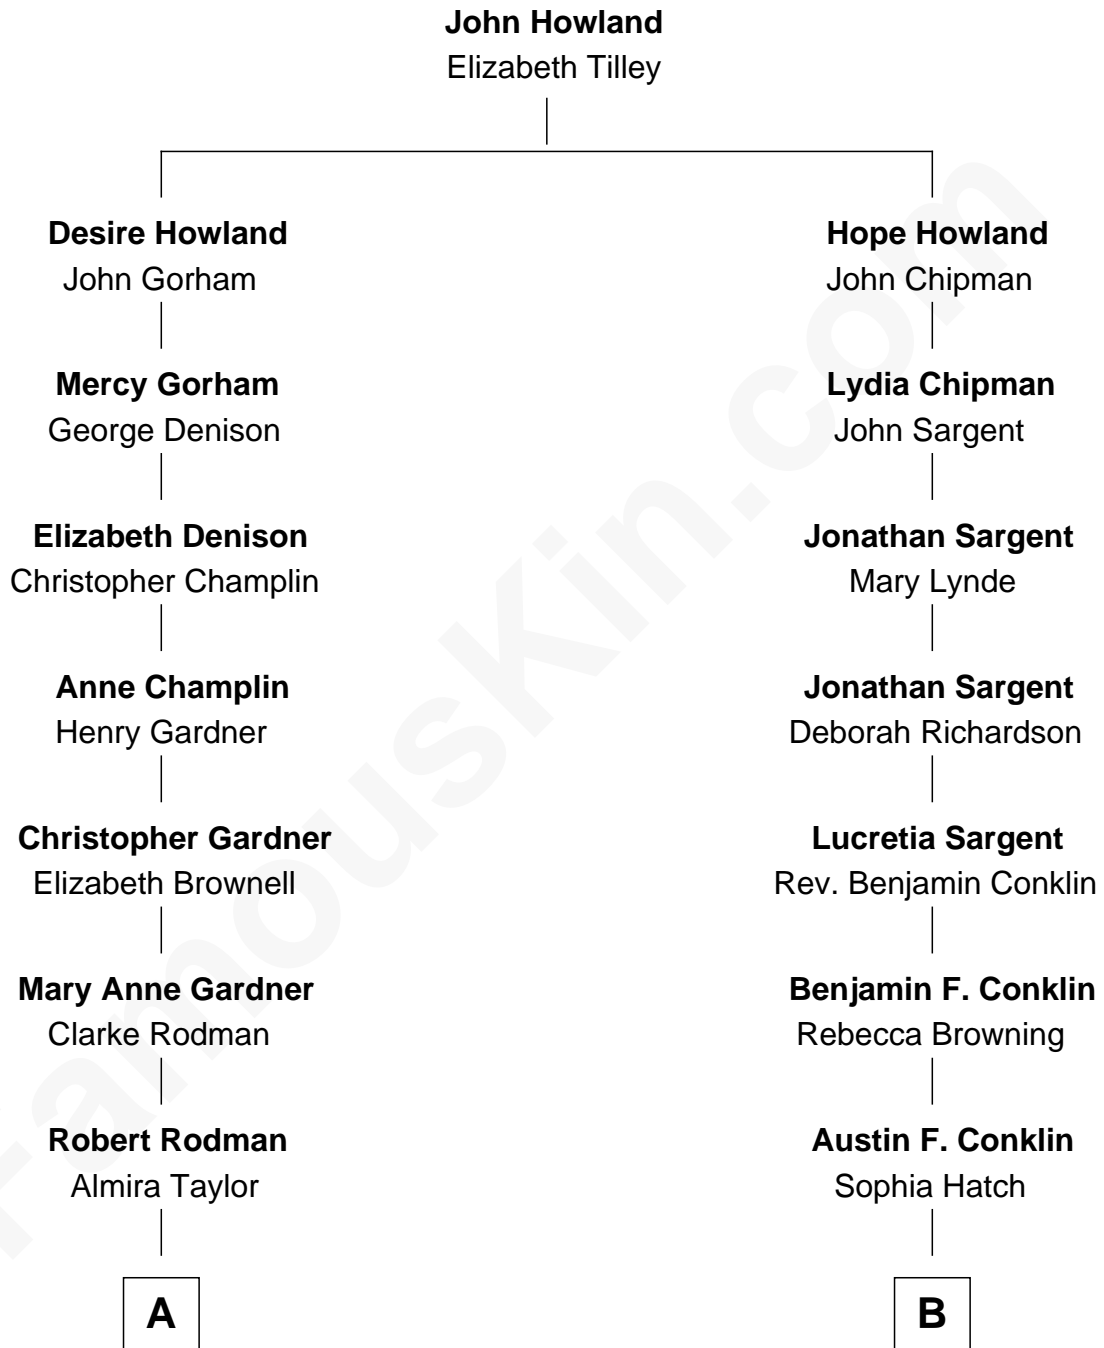 John Howland
Elizabeth Tilley
Desire Howland
John Gorham
Mercy Gorham
George Denison
Elizabeth Denison
Christopher Champlin
Anne Champlin
Henry Gardner
Christopher Gardner
Elizabeth Brownell
Mary Anne Gardner
Clarke Rodman
Robert Rodman
Almira Taylor
A
Hope Howland
John Chipman
Lydia Chipman
John Sargent
Jonathan Sargent
Mary Lynde
Jonathan Sargent
Deborah Richardson
Lucretia Sargent
Rev. Benjamin Conklin
Benjamin F. Conklin
Rebecca Browning
Austin F. Conklin
Sophia Hatch
B
FamousKin.com